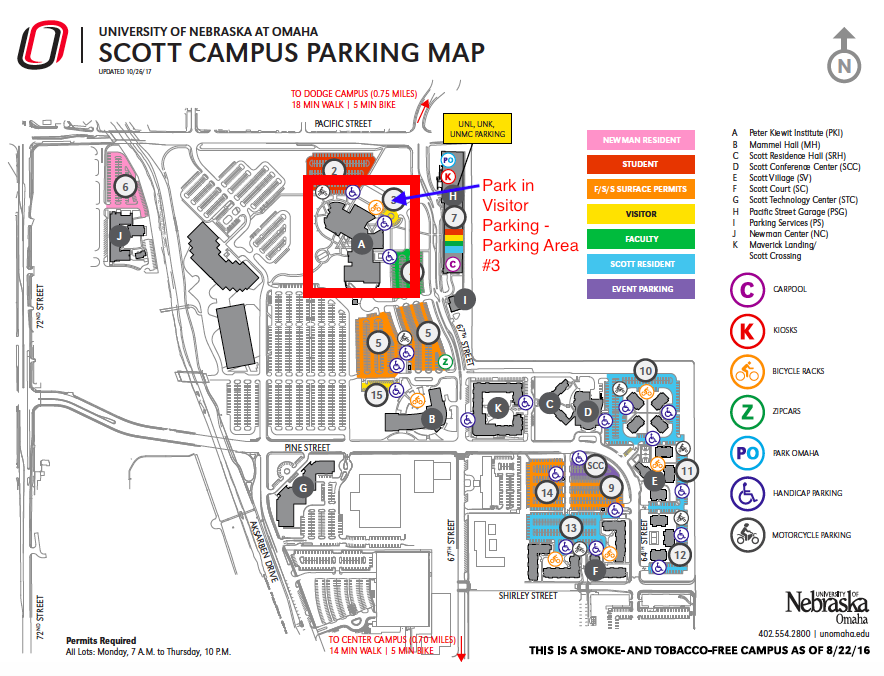 UNIVERSITY OF NEBRASKA AT OMAHA
SCOTT CAMPUS PARKING MAP
UPDATED 10/26/17
N
TO DODGE CAMPUS (0.75 MILES)
18 MIN WALK | 5 MIN BIKE
PACIFIC STREET
UNL, UNK,
UNMC PARKING
NEWMAN RESIDENT
STUDENT
F/S/S SURFACE PERMITS
VISITOR
FACULTY
SCOTT RESIDENT
EVENT PARKING
A Peter Kiewit Institute (PKI)
B Mammel Hall (MH)
C Scott Residence Hall (SRH)
D Scott Conference Center (SCC)
E Scott Village (SV)
F Scott Court (SC)
G Scott Technology Center (STC)
H Pacific Street Garage (PSG)
I Parking Services (PS)
J Newman Center (NC)
K Maverick Landing/
Scott Crossing
C CARPOOL
K KIOSKS
BICYCLE RACKS
Z ZIPCARS
PO PARK OMAHA
HANDICAP PARKING
MOTORCYCLE PARKING
Park in
Visitor
Parking -
Parking Area
#3
2
6
J
A
PO
K
H
7
C
I
5
5
Z
15
B
K
C
D
10
E
11
SCC
9
14
13
12
F
G
72ND STREET
72ND STREET
67TH STREET
67TH STREET
64TH STREET
PINE STREET
AKSARBEN DRIVE
SHIRLEY STREET
Permits Required
All Lots: Monday, 7 A.M. to Thursday, 10 P.M.
TO CENTER CAMPUS (0.70 MILES)
14 MIN WALK | 5 MIN BIKE
UNIVERSITY OF
Nebraska
Omaha
402.554.2800 | unomaha.edu
THIS IS A SMOKE- AND TOBACCO-FREE CAMPUS AS OF 8/22/16